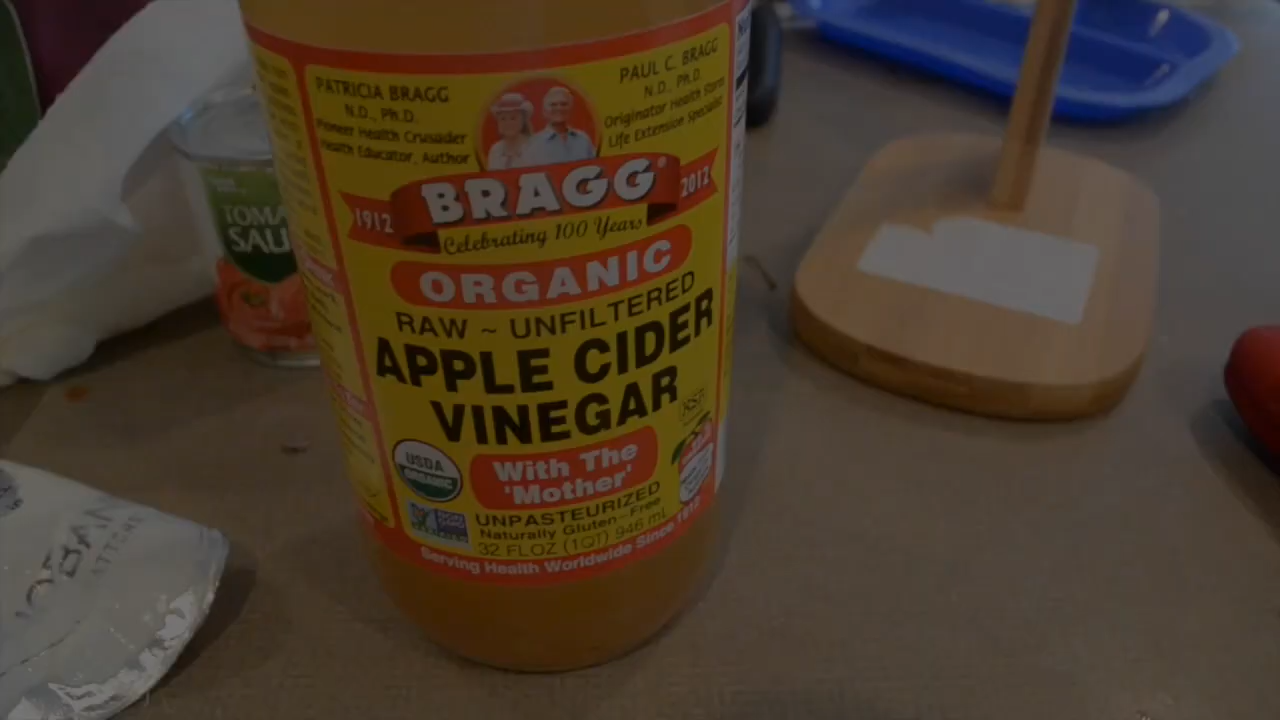 PATRICIA BRAGG
N.D., Ph.D.
Pioneer Health Crusader
Health Educator, Author
PAUL C. BRAGG
N.D., Ph.D.
Originator Health Stores
Life Extension Specialist
BRAGG
1912
2012
Celebrating 100 Years
ORGANIC
RAW ~ UNFILTERED
APPLE CIDER
VINEGAR
KSA
USDA
ORGANIC
With The
'Mother'
UNPASTEURIZED
Naturally Gluten-Free
32 FL OZ (1QT) 946 mL
Serving Health Worldwide Since 1912
TOMA
SAU